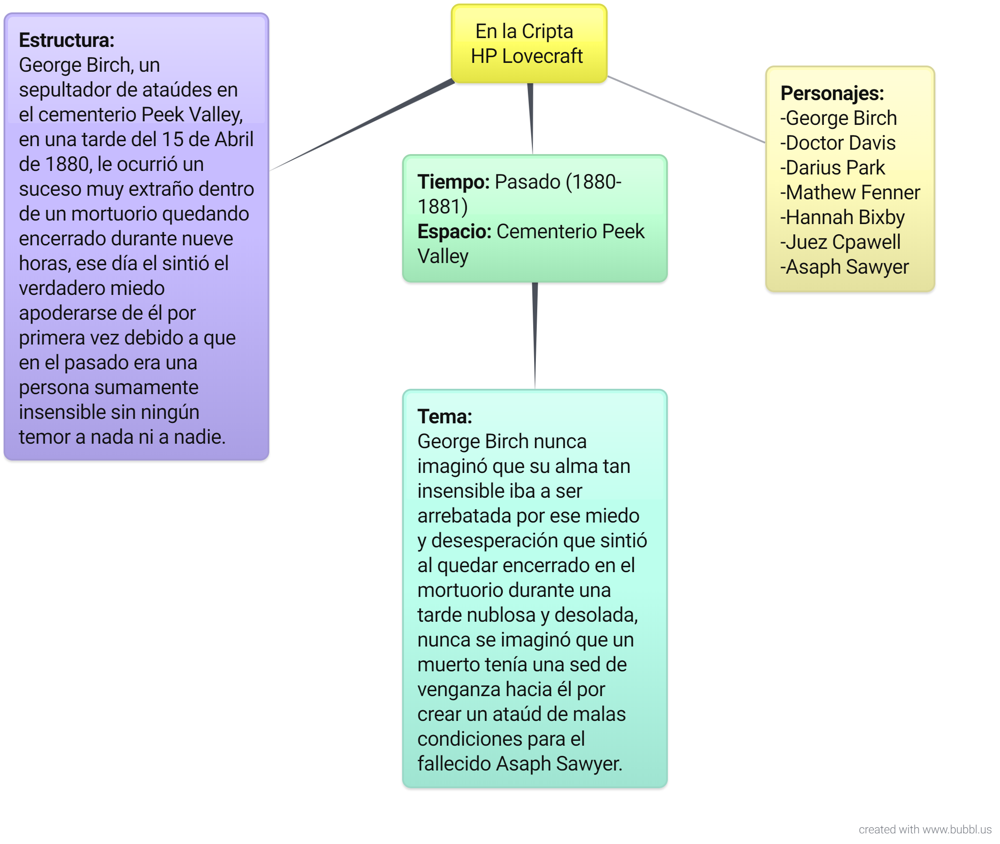 En la Cripta
HP Lovecraft
Estructura:
George Birch, un
sepultador de ataúdes en
el cementerio Peek Valley,
en una tarde del 15 de Abril
de 1880, le ocurrió un
suceso muy extraño dentro
de un mortuorio quedando
encerrado durante nueve
horas, ese día el sintió el
verdadero miedo
apoderarse de él por
primera vez debido a que
en el pasado era una
persona sumamente
insensible sin ningún
temor a nada ni a nadie.
Tiempo: Pasado (1880-
1881)
Espacio: Cementerio Peek
Valley
Personajes:
-George Birch
-Doctor Davis
-Darius Park
-Mathew Fenner
-Hannah Bixby
-Juez Cpawell
-Asaph Sawyer
Tema:
George Birch nunca
imaginó que su alma tan
insensible iba a ser
arrebatada por ese miedo
y desesperación que sintió
al quedar encerrado en el
mortuorio durante una
tarde nublosa y desolada,
nunca se imaginó que un
muerto tenía una sed de
venganza hacia él por
crear un ataúd de malas
condiciones para el
fallecido Asaph Sawyer.
created with www.bubbl.us